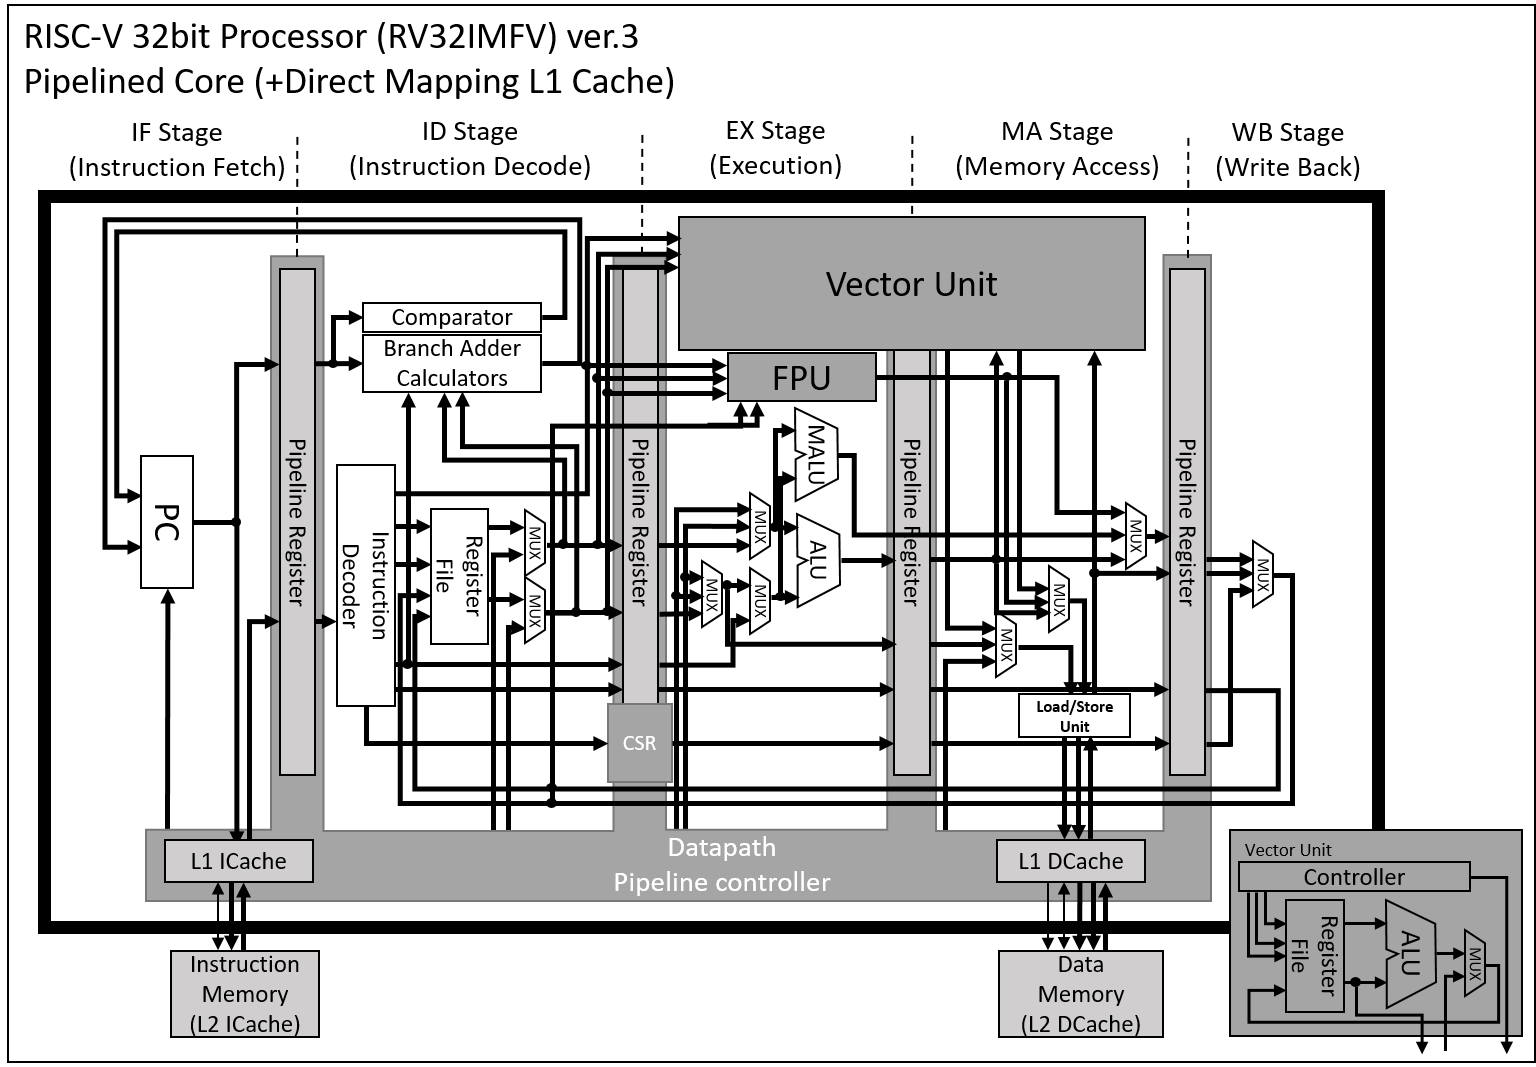 RISC-V 32bit Processor (RV32IMFV) ver.3
Pipelined Core (+Direct Mapping L1 Cache)
IF Stage
(Instruction Fetch)
ID Stage
(Instruction Decode)
EX Stage
(Execution)
MA Stage
(Memory Access)
WB Stage
(Write Back)
Vector Unit
Comparator
Branch Adder
Calculators
FPU
PC
Pipeline Register
Instruction
Decoder
Register
File
MUX
MUX
Pipeline Register
CSR
MUX
MUX
MUX
MALU
ALU
Pipeline Register
MUX
MUX
MUX
Load/Store
Unit
Pipeline Register
MUX
Datapath
Pipeline controller
L1 ICache
L1 DCache
Instruction
Memory
(L2 ICache)
Data
Memory
(L2 DCache)
Vector Unit
Controller
Register
File
ALU
MUX